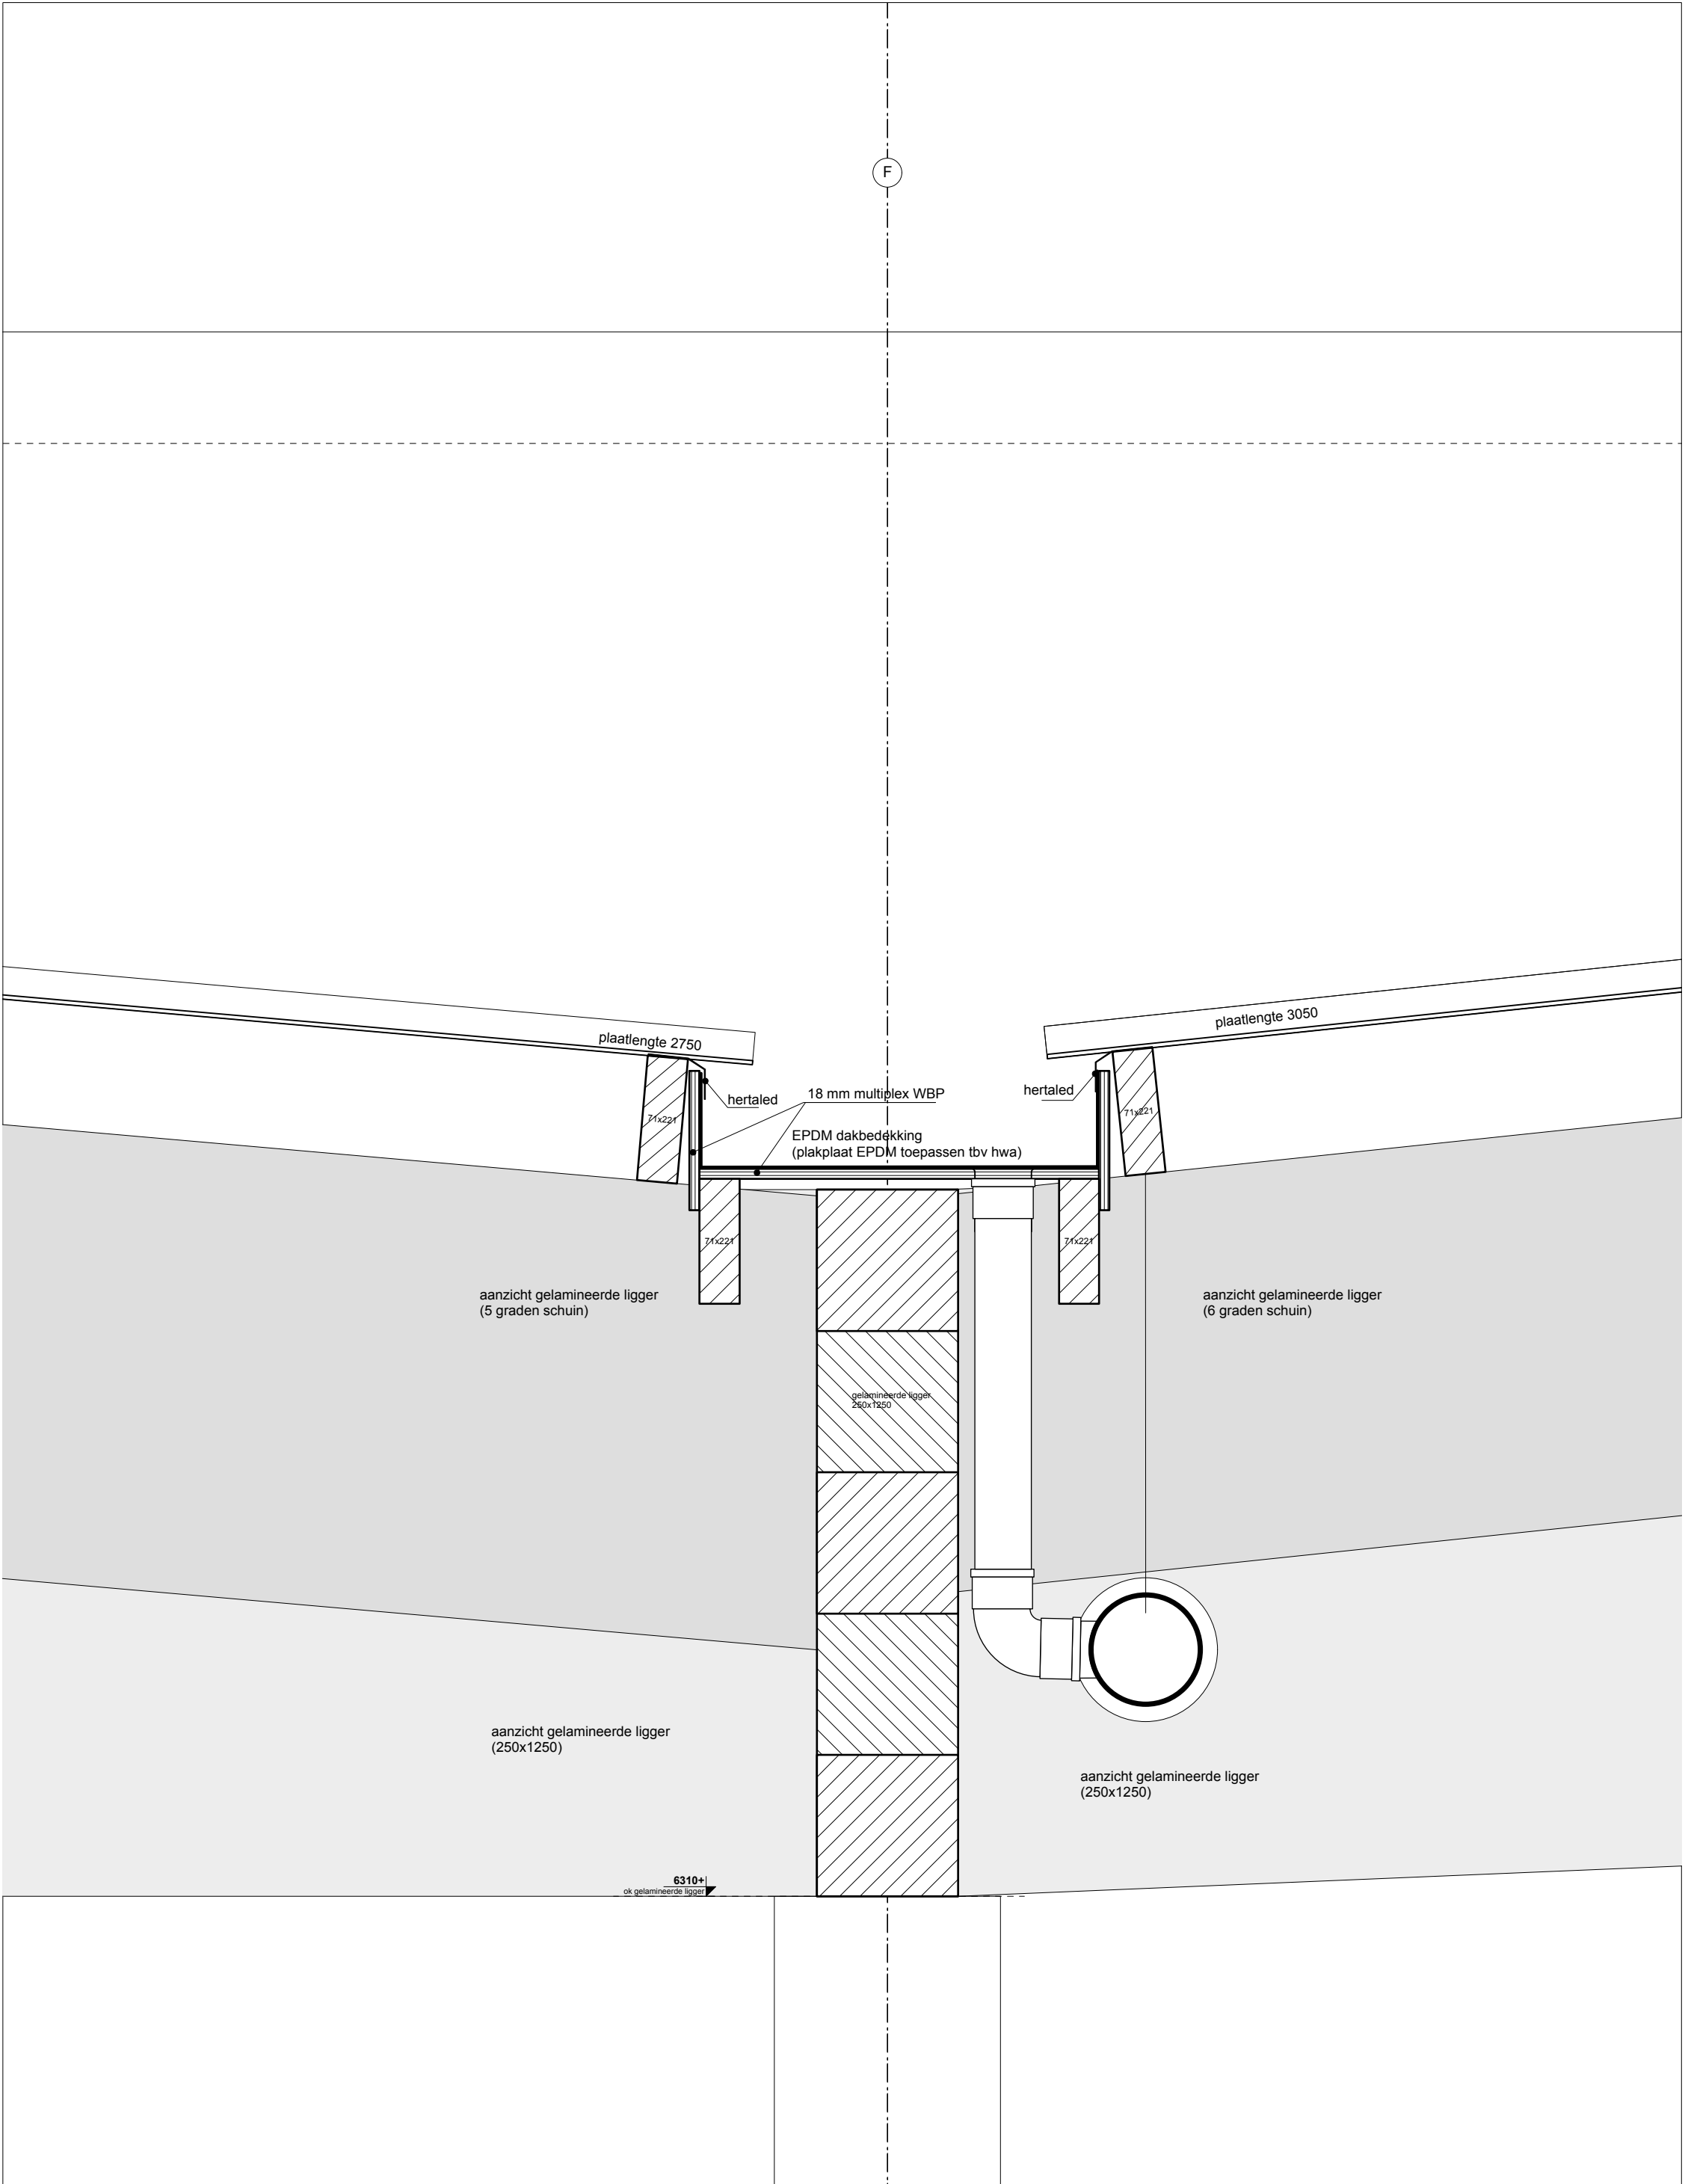 F
plaatlengte 2750
plaatlengte 3050
hertaled
18 mm multiplex WBP
hertaled
71x221
71x221
EPDM dakbedekking
(plakplaat EPDM toepassen tbv hwa)
71x221
71x221
aanzicht gelamineerde ligger
(5 graden schuin)
aanzicht gelamineerde ligger
(6 graden schuin)
gelamineerde ligger
250x1250
aanzicht gelamineerde ligger
(250x1250)
aanzicht gelamineerde ligger
(250x1250)
6310+
ok gelamineerde ligger